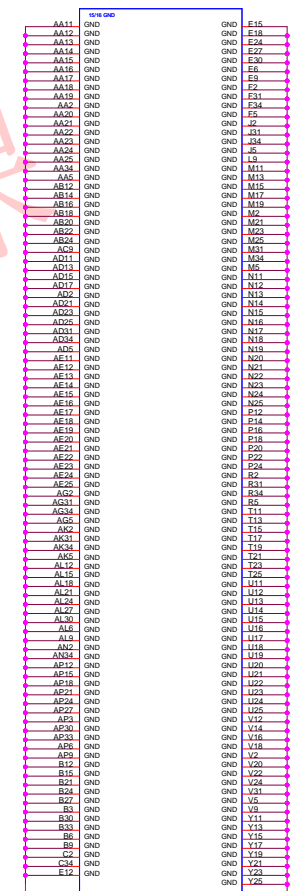 15/16 GND
AA11 GND GND E15
AA12 GND GND E18
AA13 GND GND E24
AA14 GND GND E27
AA15 GND GND E30
AA16 GND GND E6
AA17 GND GND E9
AA18 GND GND F2
AA19 GND GND F31
AA2 GND GND F34
AA20 GND GND F5
AA21 GND GND J2
AA22 GND GND J31
AA23 GND GND J34
AA24 GND GND J5
AA25 GND GND L9
AA34 GND GND M11
AA5 GND GND M13
AB12 GND GND M15
AB14 GND GND M17
AB16 GND GND M19
AB18 GND GND M2
AB20 GND GND M21
AB22 GND GND M23
AB24 GND GND M25
AC9 GND GND M31
AD11 GND GND M34
AD13 GND GND M5
AD15 GND GND N11
AD17 GND GND N12
AD2 GND GND N13
AD21 GND GND N14
AD23 GND GND N15
AD25 GND GND N16
AD31 GND GND N17
AD34 GND GND N18
AD5 GND GND N19
AE11 GND GND N20
AE12 GND GND N21
AE13 GND GND N22
AE14 GND GND N23
AE15 GND GND N24
AE16 GND GND N25
AE17 GND GND P12
AE18 GND GND P14
AE19 GND GND P16
AE20 GND GND P18
AE21 GND GND P20
AE22 GND GND P22
AE23 GND GND P24
AE24 GND GND R2
AE25 GND GND R31
AG2 GND GND R34
AG31 GND GND R5
AG34 GND GND T11
AG5 GND GND T13
AK2 GND GND T15
AK31 GND GND T17
AK34 GND GND T19
AK5 GND GND T21
AL12 GND GND T23
AL15 GND GND T25
AL18 GND GND U11
AL21 GND GND U12
AL24 GND GND U13
AL27 GND GND U14
AL30 GND GND U15
AL6 GND GND U16
AL9 GND GND U17
AN2 GND GND U18
AN34 GND GND U19
AP12 GND GND U20
AP15 GND GND U21
AP18 GND GND U22
AP21 GND GND U23
AP24 GND GND U24
AP27 GND GND U25
AP3 GND GND V12
AP30 GND GND V14
AP33 GND GND V16
AP6 GND GND V18
AP9 GND GND V2
B12 GND GND V20
B15 GND GND V22
B21 GND GND V24
B24 GND GND V31
B27 GND GND V5
B3 GND GND V9
B30 GND GND Y11
B33 GND GND Y13
B6 GND GND Y15
B9 GND GND Y17
C2 GND GND Y19
C34 GND GND Y21
E12 GND GND Y23
GND Y25